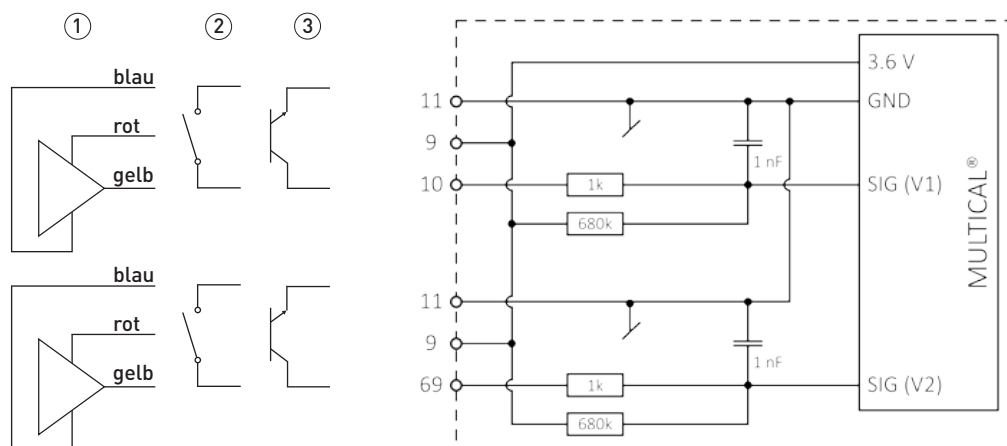 ① ② ③
blau
rot
gelb
blau
rot
gelb
11
9
10
11
9
69
1k
680k
1 nF
1k
680k
1 nF
3.6 V
GND
SIG (V1)
SIG (V2)
MULTICAL®